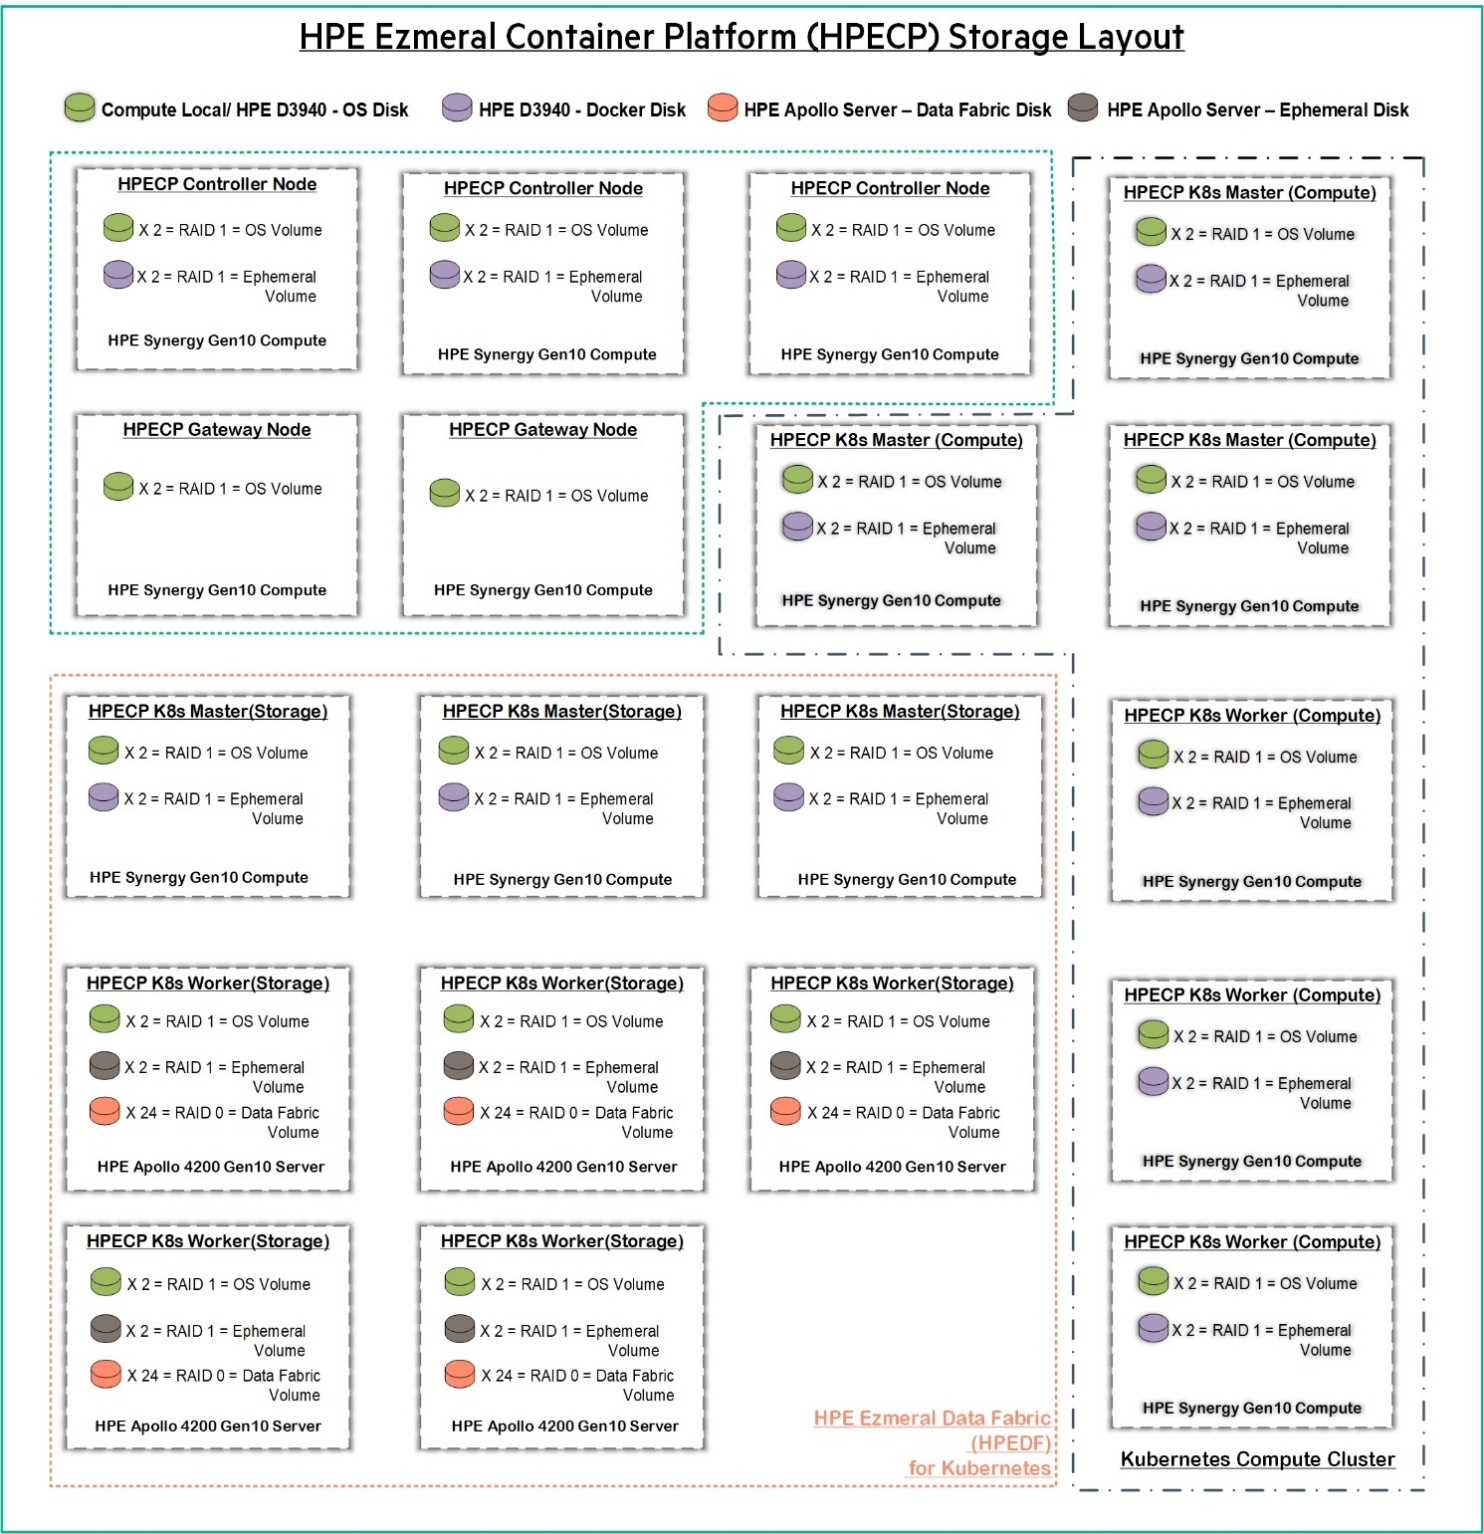 HPE Ezmeral Container Platform (HPECP) Storage Layout
Compute Local/ HPE D3940 - OS Disk
HPE D3940 - Docker Disk
HPE Apollo Server – Data Fabric Disk
HPE Apollo Server – Ephemeral Disk
HPECP Controller Node
X 2 = RAID 1 = OS Volume
X 2 = RAID 1 = Ephemeral
Volume
HPE Synergy Gen10 Compute
HPECP Controller Node
X 2 = RAID 1 = OS Volume
X 2 = RAID 1 = Ephemeral
Volume
HPE Synergy Gen10 Compute
HPECP Controller Node
X 2 = RAID 1 = OS Volume
X 2 = RAID 1 = Ephemeral
Volume
HPE Synergy Gen10 Compute
HPECP K8s Master (Compute)
X 2 = RAID 1 = OS Volume
X 2 = RAID 1 = Ephemeral
Volume
HPE Synergy Gen10 Compute
HPECP Gateway Node
X 2 = RAID 1 = OS Volume
HPE Synergy Gen10 Compute
HPECP Gateway Node
X 2 = RAID 1 = OS Volume
HPE Synergy Gen10 Compute
HPECP K8s Master (Compute)
X 2 = RAID 1 = OS Volume
X 2 = RAID 1 = Ephemeral
Volume
HPE Synergy Gen10 Compute
HPECP K8s Master (Compute)
X 2 = RAID 1 = OS Volume
X 2 = RAID 1 = Ephemeral
Volume
HPE Synergy Gen10 Compute
HPECP K8s Master(Storage)
X 2 = RAID 1 = OS Volume
X 2 = RAID 1 = Ephemeral
Volume
HPE Synergy Gen10 Compute
HPECP K8s Master(Storage)
X 2 = RAID 1 = OS Volume
X 2 = RAID 1 = Ephemeral
Volume
HPE Synergy Gen10 Compute
HPECP K8s Master(Storage)
X 2 = RAID 1 = OS Volume
X 2 = RAID 1 = Ephemeral
Volume
HPE Synergy Gen10 Compute
HPECP K8s Worker (Compute)
X 2 = RAID 1 = OS Volume
X 2 = RAID 1 = Ephemeral
Volume
HPE Synergy Gen10 Compute
HPECP K8s Worker(Storage)
X 2 = RAID 1 = OS Volume
X 2 = RAID 1 = Ephemeral
Volume
X 24 = RAID 0 = Data Fabric
Volume
HPE Apollo 4200 Gen10 Server
HPECP K8s Worker(Storage)
X 2 = RAID 1 = OS Volume
X 2 = RAID 1 = Ephemeral
Volume
X 24 = RAID 0 = Data Fabric
Volume
HPE Apollo 4200 Gen10 Server
HPECP K8s Worker(Storage)
X 2 = RAID 1 = OS Volume
X 2 = RAID 1 = Ephemeral
Volume
X 24 = RAID 0 = Data Fabric
Volume
HPE Apollo 4200 Gen10 Server
HPECP K8s Worker (Compute)
X 2 = RAID 1 = OS Volume
X 2 = RAID 1 = Ephemeral
Volume
HPE Synergy Gen10 Compute
HPECP K8s Worker(Storage)
X 2 = RAID 1 = OS Volume
X 2 = RAID 1 = Ephemeral
Volume
X 24 = RAID 0 = Data Fabric
Volume
HPE Apollo 4200 Gen10 Server
HPECP K8s Worker(Storage)
X 2 = RAID 1 = OS Volume
X 2 = RAID 1 = Ephemeral
Volume
X 24 = RAID 0 = Data Fabric
Volume
HPE Apollo 4200 Gen10 Server
HPECP K8s Worker (Compute)
X 2 = RAID 1 = OS Volume
X 2 = RAID 1 = Ephemeral
Volume
HPE Synergy Gen10 Compute
HPE Ezmeral Data Fabric
(HPEDF)
for Kubernetes
Kubernetes Compute Cluster